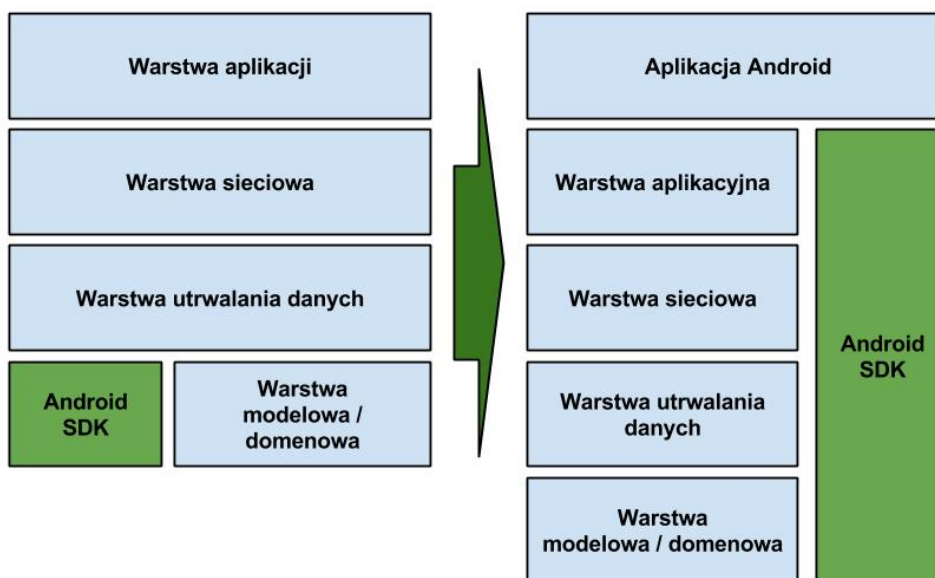 Warstwa aplikacji
Warstwa sieciowa
Warstwa utrwalania danych
Android
SDK
Warstwa
modelowa /
domenowa
Aplikacja Android
Warstwa aplikacyjna
Warstwa sieciowa
Warstwa utrwalania
danych
Warstwa
modelowa / domenowa
Android
SDK